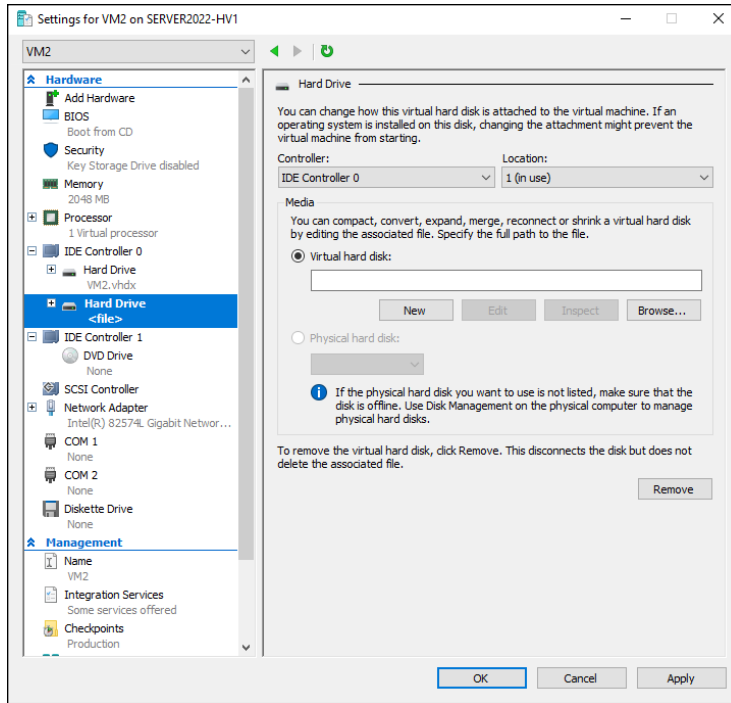 Settings for VM2 on SERVER2022-HV1
VM2
Hardware
Add Hardware
BIOS
Boot from CD
Security
Key Storage Drive disabled
Memory
2048 MB
Processor
1 Virtual processor
IDE Controller 0
Hard Drive
VM2.vhdx
Hard Drive
<file>
IDE Controller 1
DVD Drive
None
SCSI Controller
Network Adapter
Intel(R) 82574L Gigabit Networ...
COM 1
None
COM 2
None
Diskette Drive
None
Management
Name
VM2
Integration Services
Some services offered
Checkpoints
Production
Hard Drive
You can change how this virtual hard disk is attached to the virtual machine. If an
operating system is installed on this disk, changing the attachment might prevent the
virtual machine from starting.
Controller:
Location:
IDE Controller 0
1 (in use)
Media
You can compact, convert, expand, merge, reconnect or shrink a virtual hard disk
by editing the associated file. Specify the full path to the file.
Virtual hard disk:
New
Edit
Inspect
Browse...
Physical hard disk:
If the physical hard disk you want to use is not listed, make sure that the
disk is offline. Use Disk Management on the physical computer to manage
physical hard disks.
To remove the virtual hard disk, click Remove. This disconnects the disk but does not
delete the associated file.
Remove
OK
Cancel
Apply